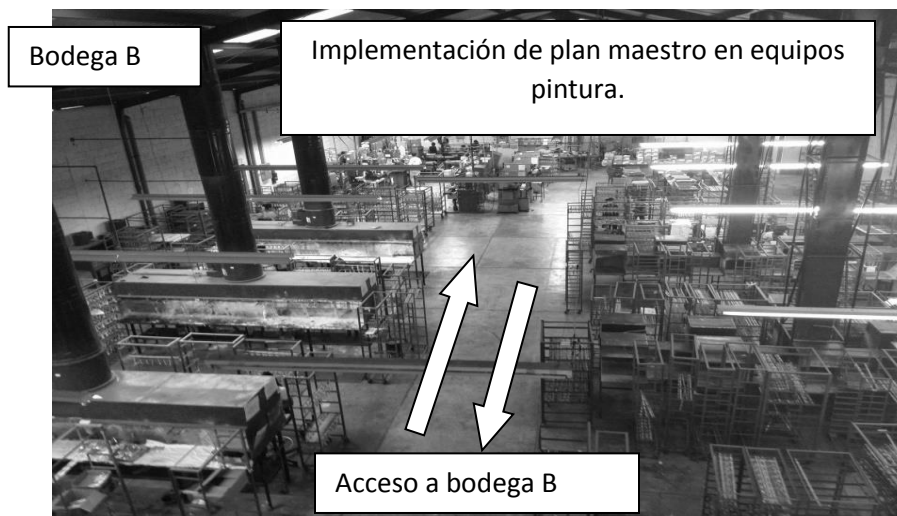 Bodega B
Implementación de plan maestro en equipos
pintura.
Acceso a bodega B